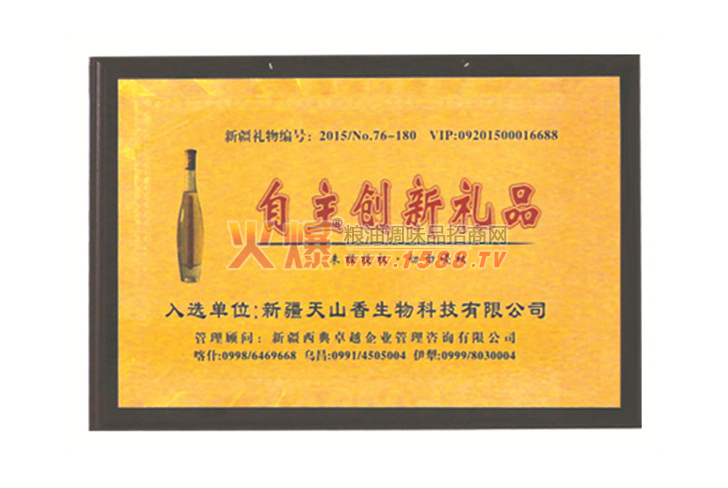 新疆礼物编号：2015/No.76-180 VIP:09201500016688
自主创新礼品
火爆®粮油调味品招商网
www.1588.TV
入选单位:新疆天山香生物科技有限公司
管理顾问：新疆西典卓越企业管理咨询有限公司
喀什:0998/6469668 乌昌:0991/4505004 伊犁:0999/8030004